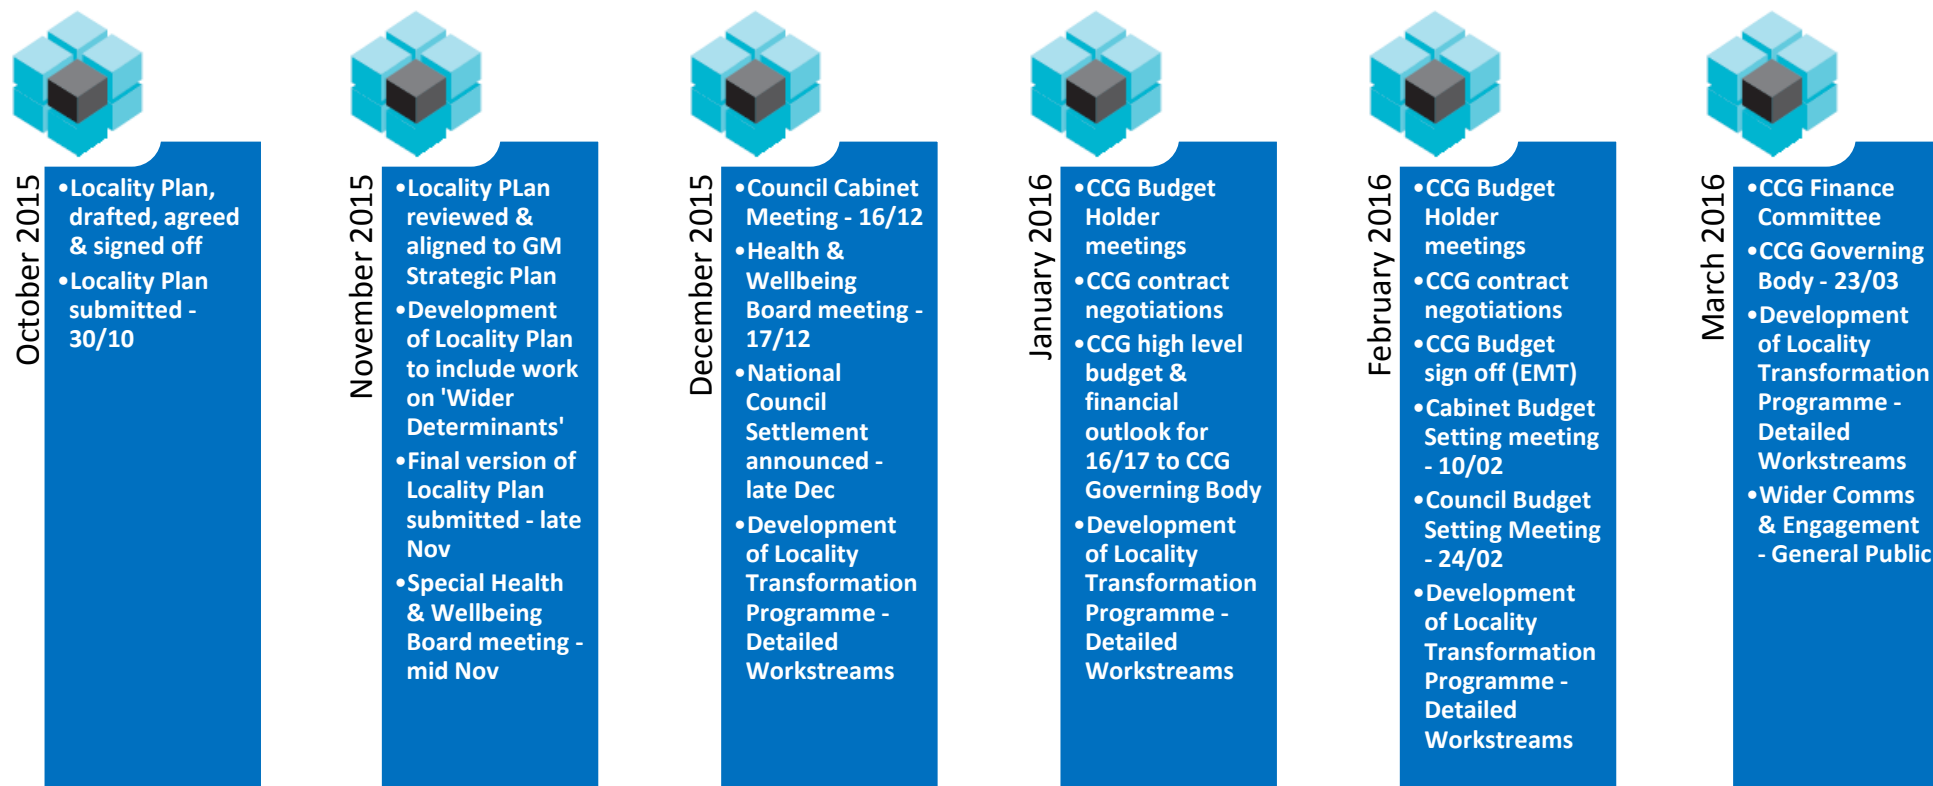 October 2015
•Locality Plan,
drafted, agreed
& signed off
•Locality Plan
submitted -
30/10
November 2015
•Locality PLan
reviewed &
aligned to GM
Strategic Plan
•Development
of Locality Plan
to include work
on 'Wider
Determinants'
•Final version of
Locality Plan
submitted - late
Nov
•Special Health
& Wellbeing
Board meeting -
mid Nov
December 2015
•Council Cabinet
Meeting - 16/12
•Health &
Wellbeing
Board meeting -
17/12
•National
Council
Settlement
announced -
late Dec
•Development
of Locality
Transformation
Programme -
Detailed
Workstreams
January 2016
•CCG Budget
Holder
meetings
•CCG contract
negotiations
•CCG high level
budget &
financial
outlook for
16/17 to CCG
Governing Body
•Development
of Locality
Transformation
Programme -
Detailed
Workstreams
February 2016
•CCG Budget
Holder
meetings
•CCG contract
negotiations
•CCG Budget
sign off (EMT)
•Cabinet Budget
Setting meeting
- 10/02
•Council Budget
Setting Meeting
- 24/02
•Development
of Locality
Transformation
Programme -
Detailed
Workstreams
March 2016
•CCG Finance
Committee
•CCG Governing
Body - 23/03
•Development
of Locality
Transformation
Programme -
Detailed
Workstreams
•Wider Comms
& Engagement
- General Public